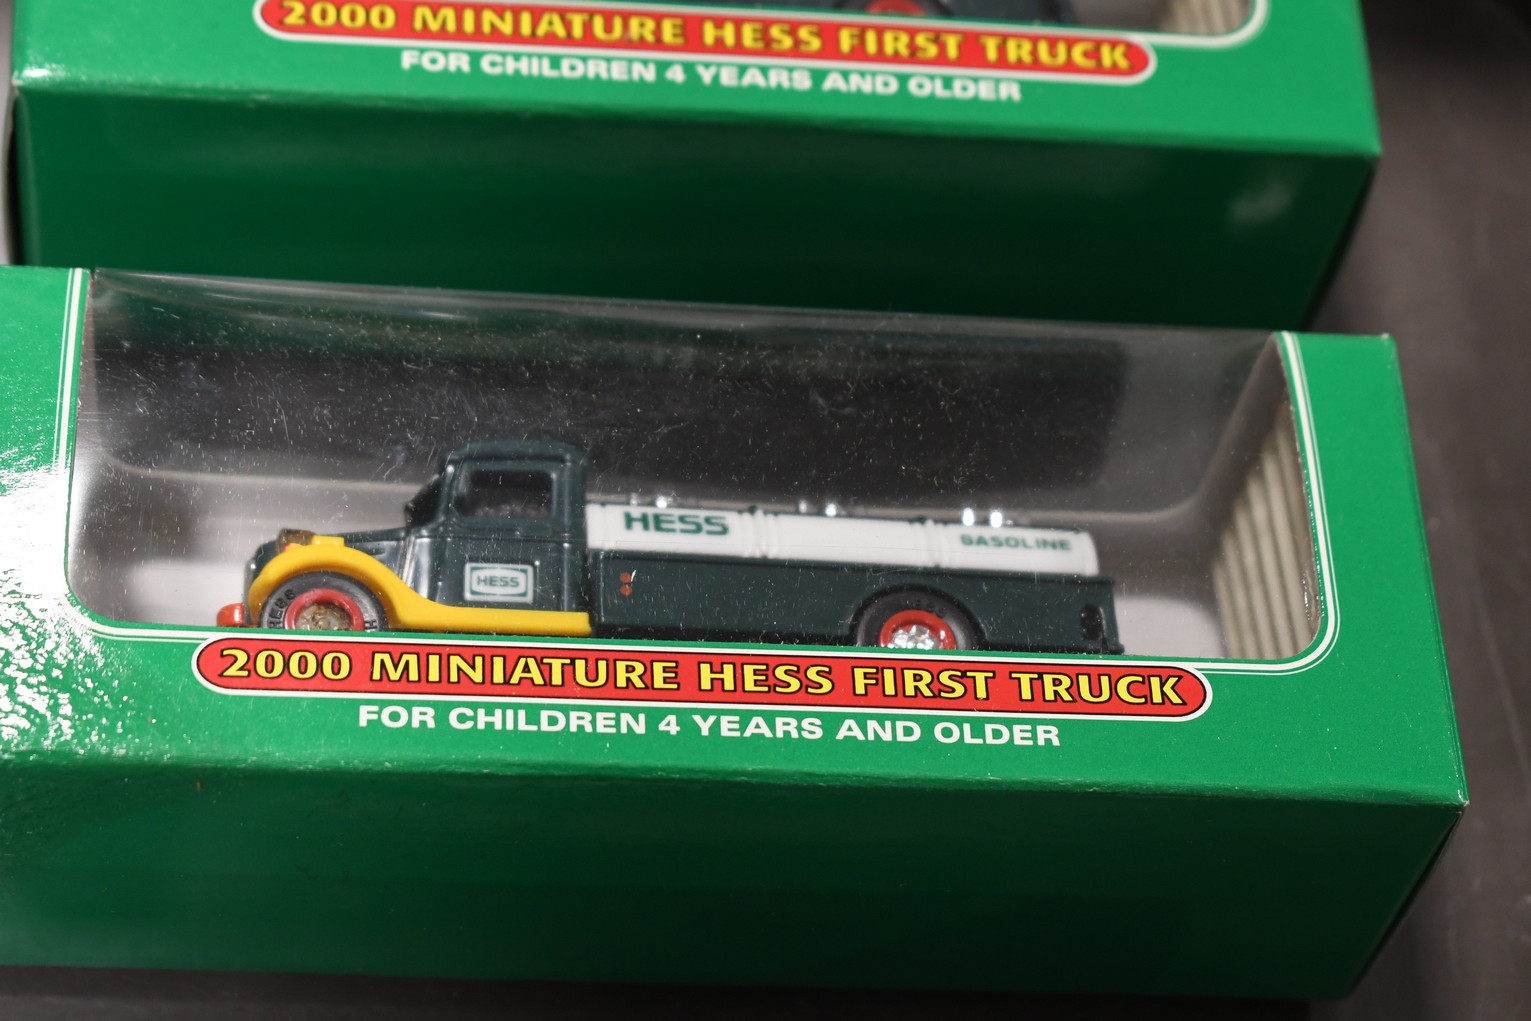 2000 MINIATURE HESS FIRST TRUCK
FOR CHILDREN 4 YEARS AND OLDER
HESS
GASOLINE
HESS
2000 MINIATURE HESS FIRST TRUCK
FOR CHILDREN 4 YEARS AND OLDER